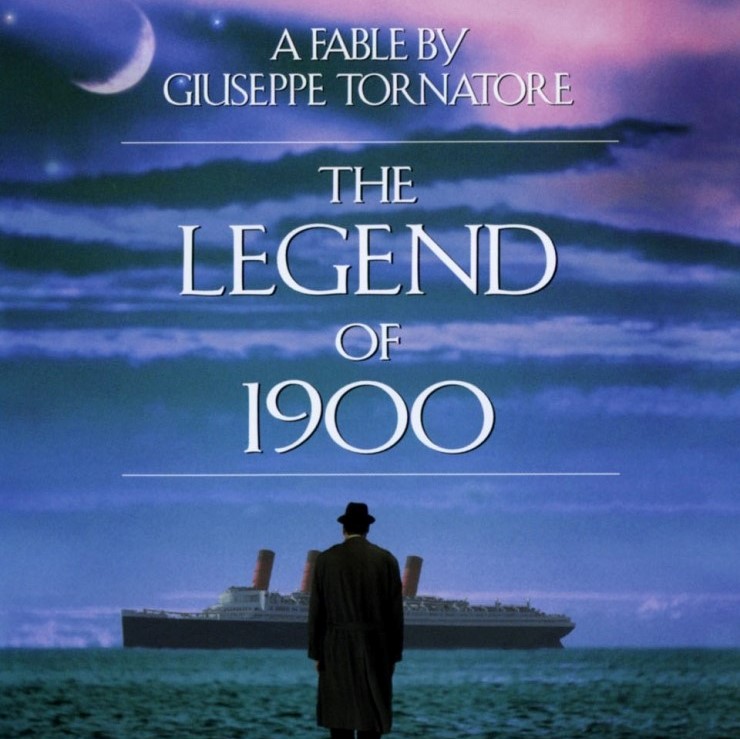 A FABLE BY
GIUSEPPE TORNATORE
THE
LEGEND
OF
1900